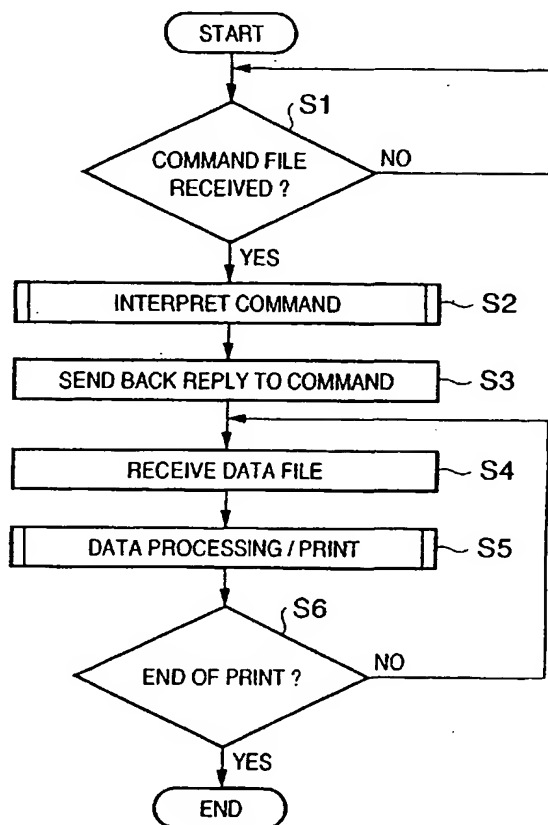 START
S1
COMMAND FILE
RECEIVED ?
NO
YES
INTERPRET COMMAND
S2
SEND BACK REPLY TO COMMAND
S3
RECEIVE DATA FILE
S4
DATA PROCESSING / PRINT
S5
S6
END OF PRINT ?
NO
YES
END